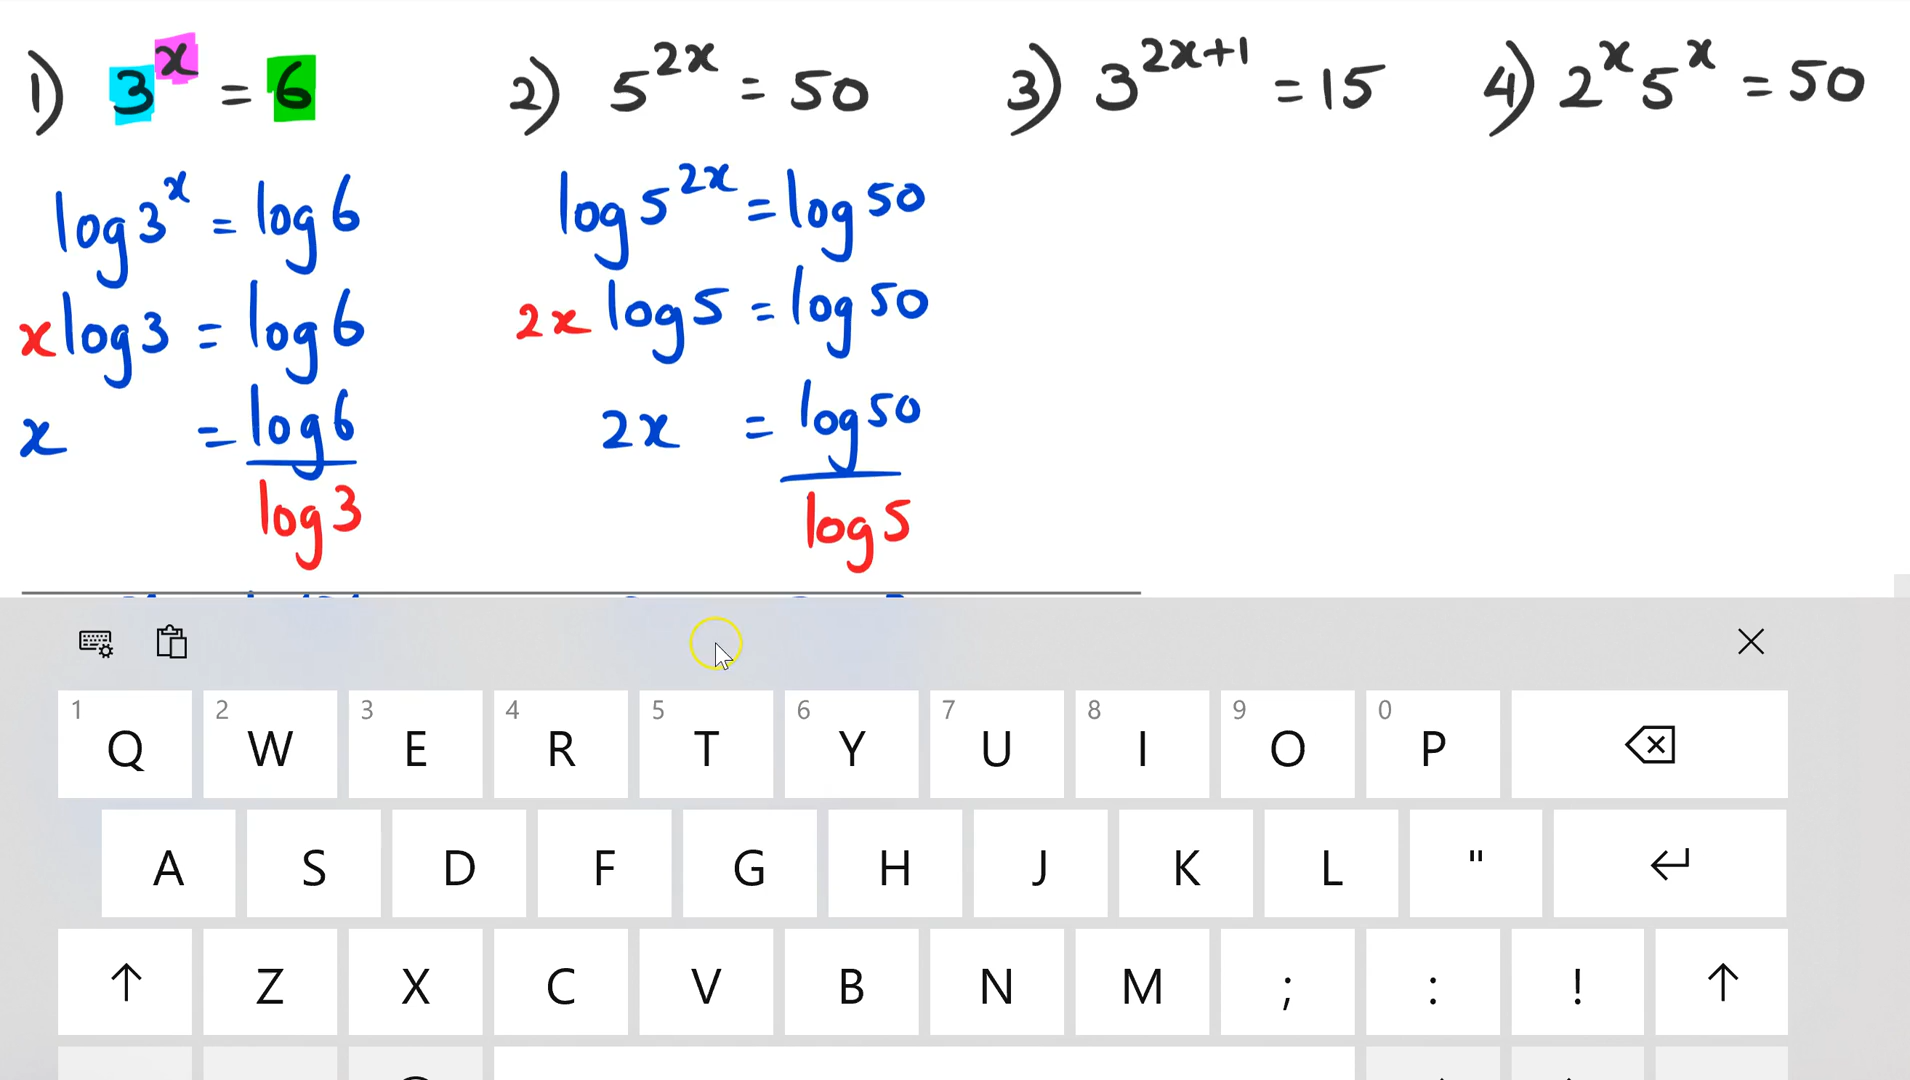 1) 3^x = 6
2) 5^{2x} = 50
3) 3^{2x+1} = 15
4) 2^x 5^x = 50
log 3^x = log 6
x log 3 = log 6
x = log 6 / log 3
log 5^{2x} = log 50
2x log 5 = log 50
2x = log 50 / log 5
1 Q 2 W 3 E 4 R 5 T 6 Y 7 U 8 I 9 O 0 P
A S D F G H J K L "
Z X C V B N M ; : !